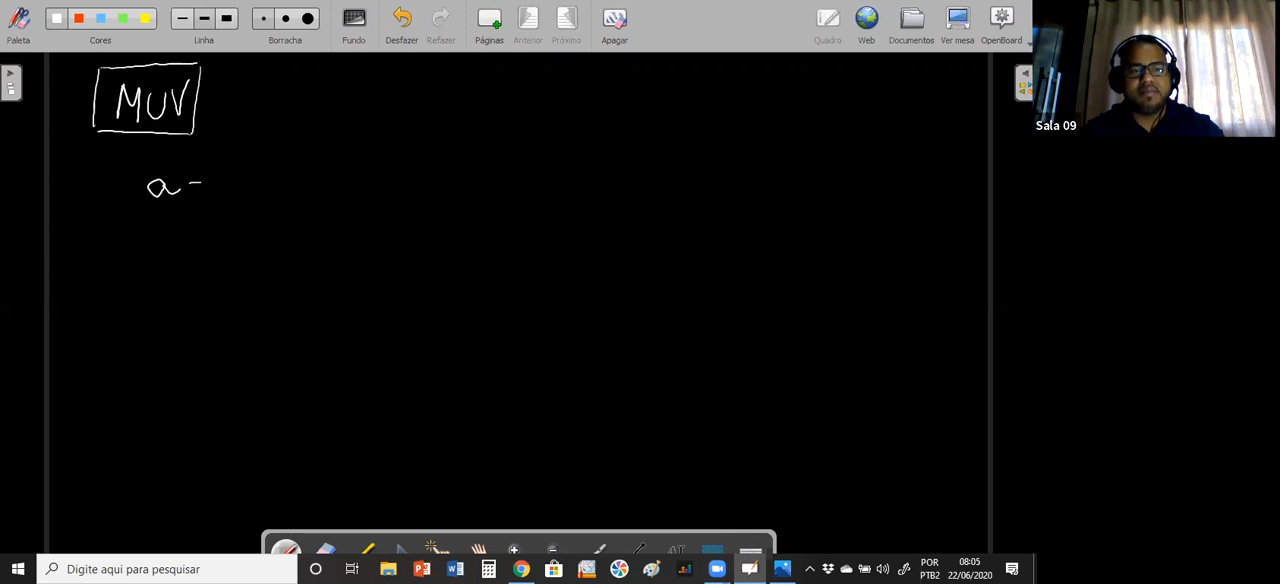 Paleta
Cores
Linha
Borracha
Fundo
Desfazer
Refazer
Páginas
Anterior
Próximo
Apagar
Quadro
Web
Documentos
Ver mesa
OpenBoard
Sala 09
MUV
a -
Digite aqui para pesquisar
POR
PTB2
08:05
22/06/2020